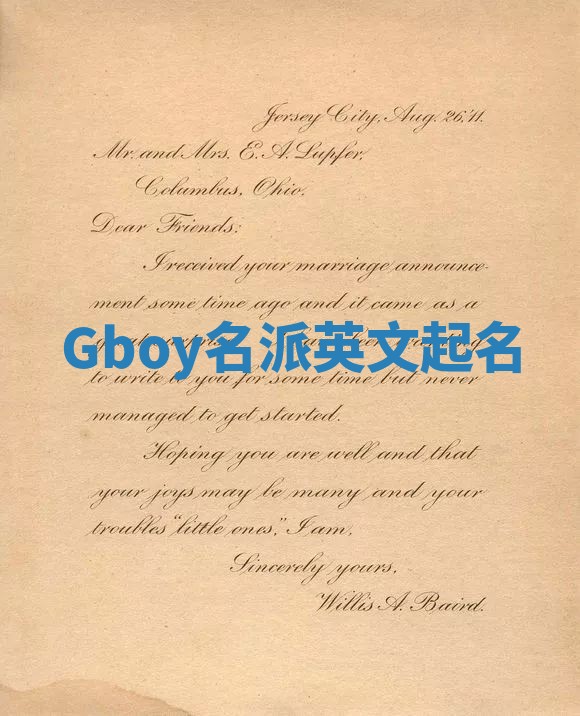 Jersey City, Aug. 26, '11.
Mr. and Mrs. E. A. Lupfer,
Columbus, Ohio.
Dear Friends:
I received your marriage announce-
ment some time ago and it came as a
Gboy名派英文起名
to write to you for some time but never
managed to get started.
Hoping you are well and that
your joys may be many and your
troubles "little ones," I am,
Sincerely yours,
Willis A. Baird.